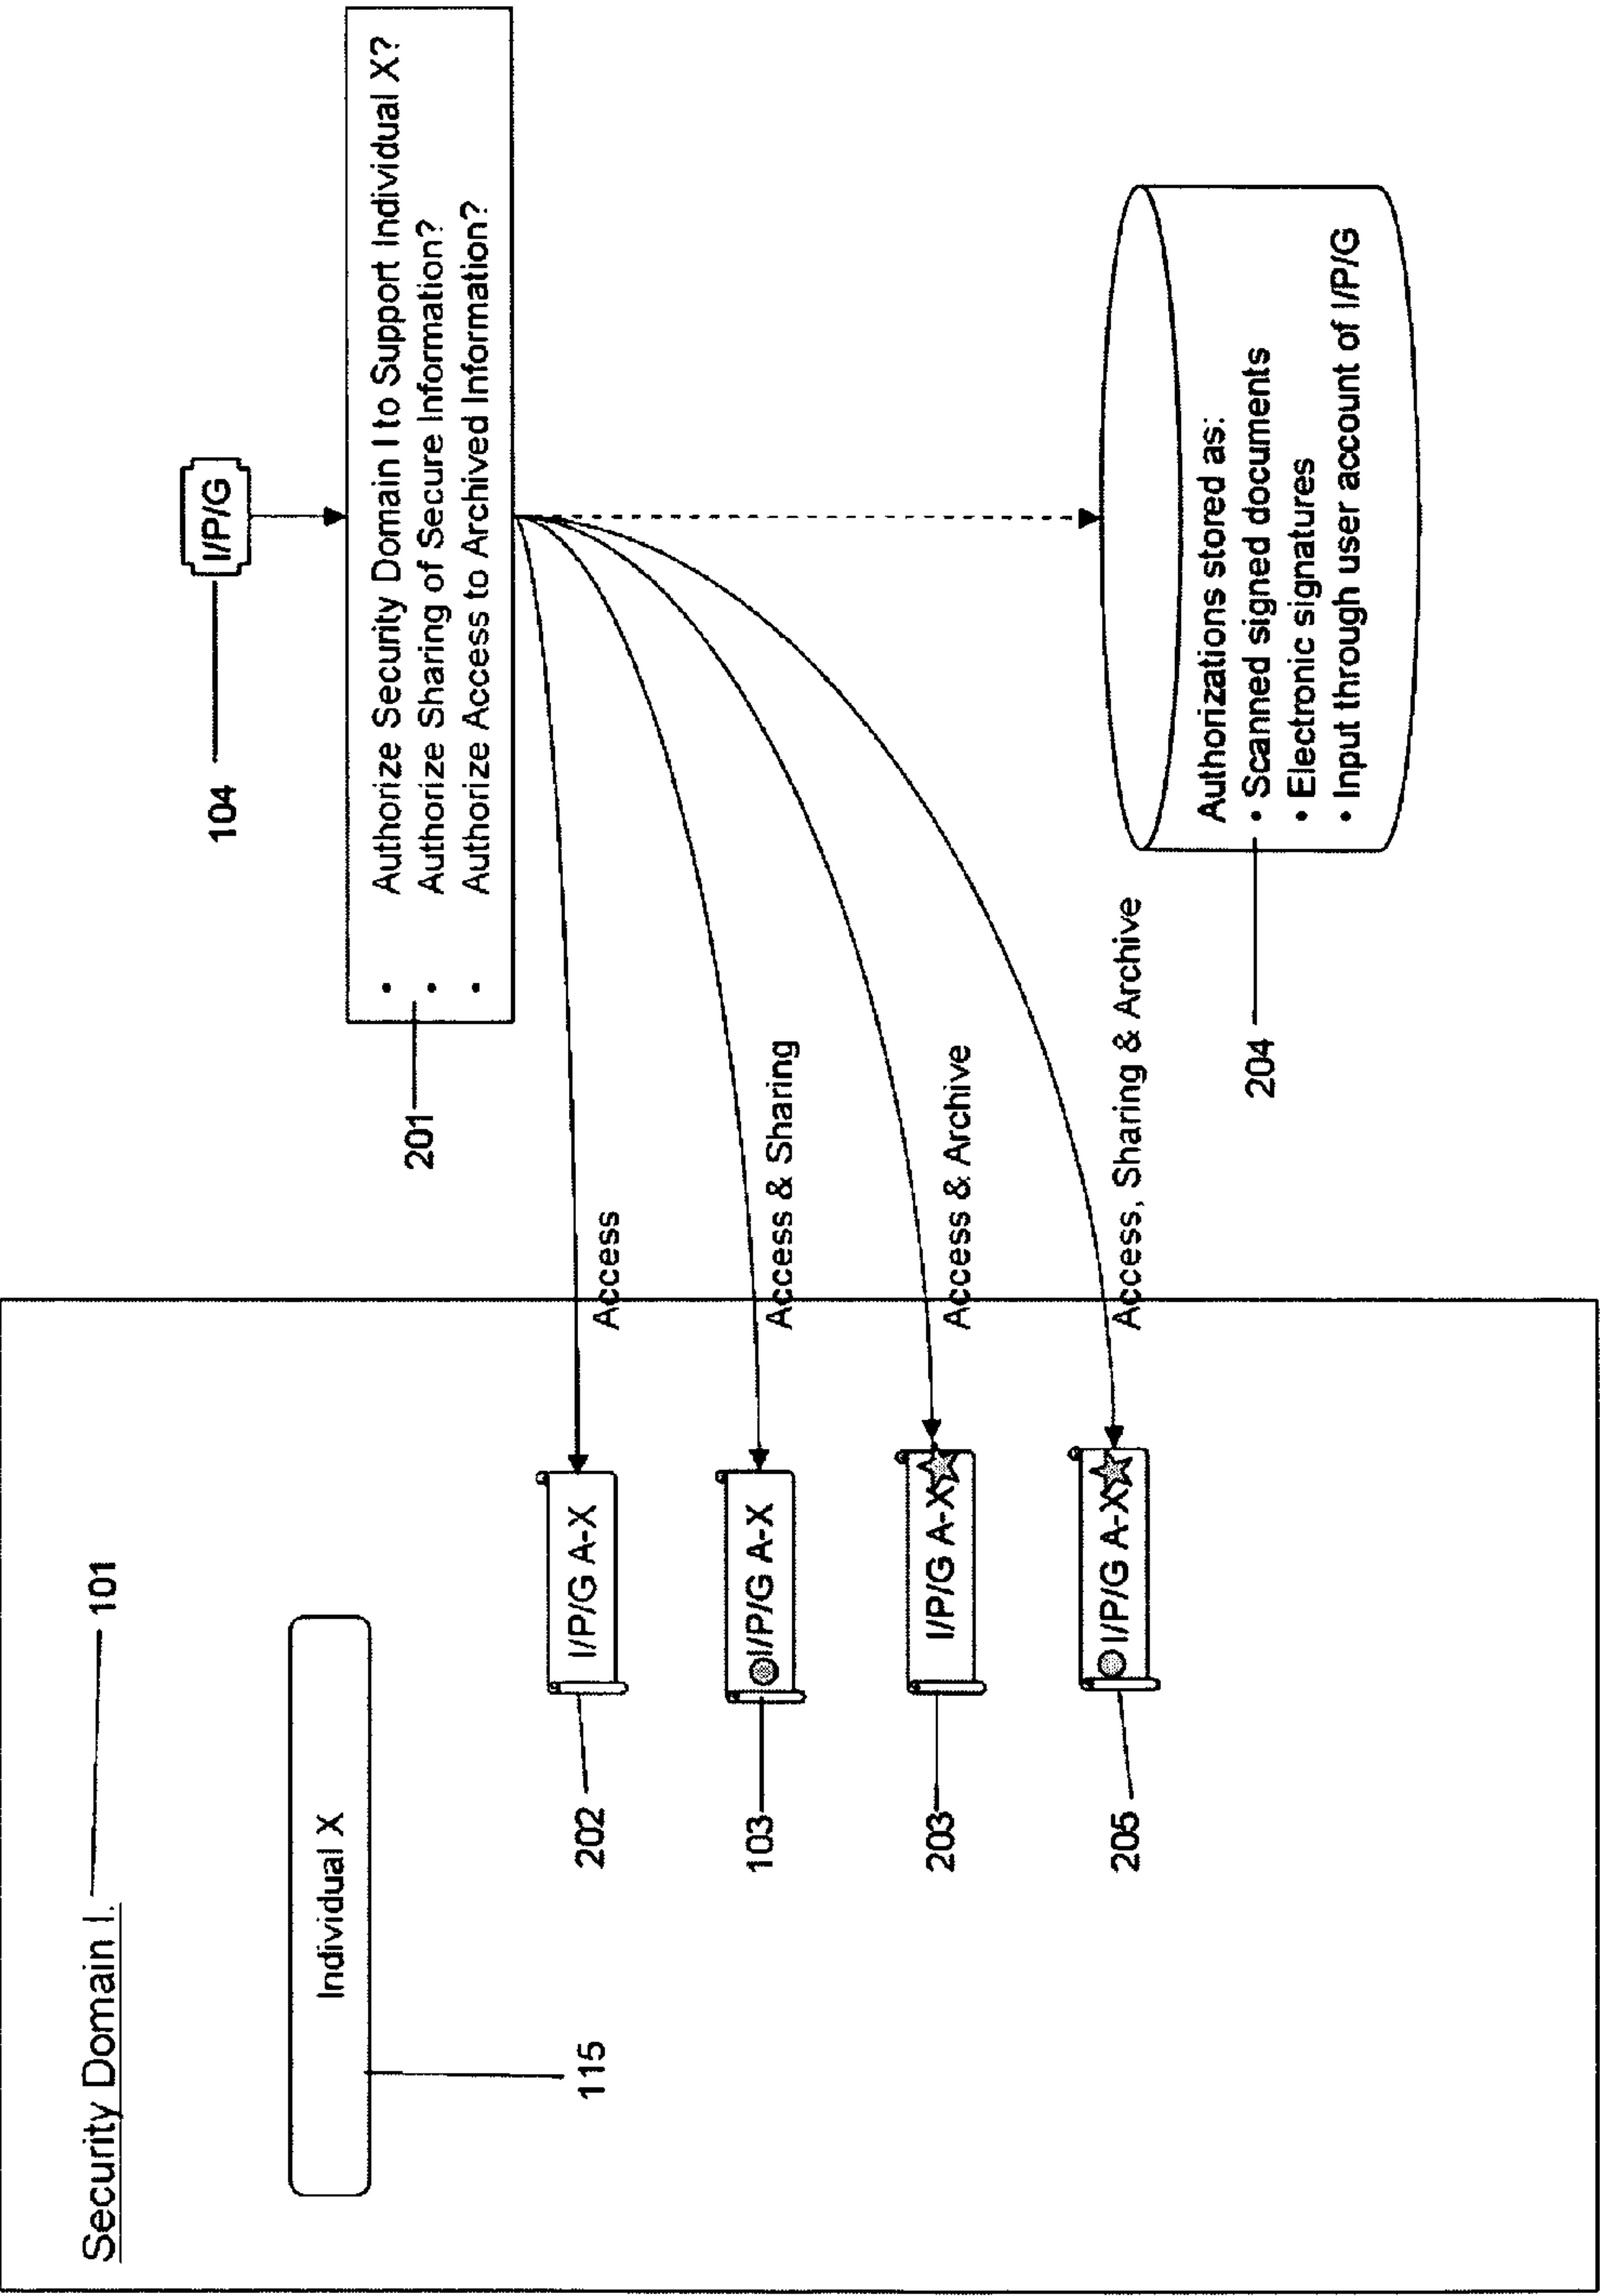 Security Domain I.
101
Individual X
115
I/P/G
104
• Authorize Security Domain I to Support Individual X?
• Authorize Sharing of Secure Information?
• Authorize Access to Archived Information?
201
I/P/G A-X
202
Access
I/P/G A-X
103
Access & Sharing
I/P/G A-X
203
Access & Archive
I/P/G A-X
205
Access, Sharing & Archive
Authorizations stored as:
• Scanned signed documents
• Electronic signatures
• Input through user account of I/P/G
204